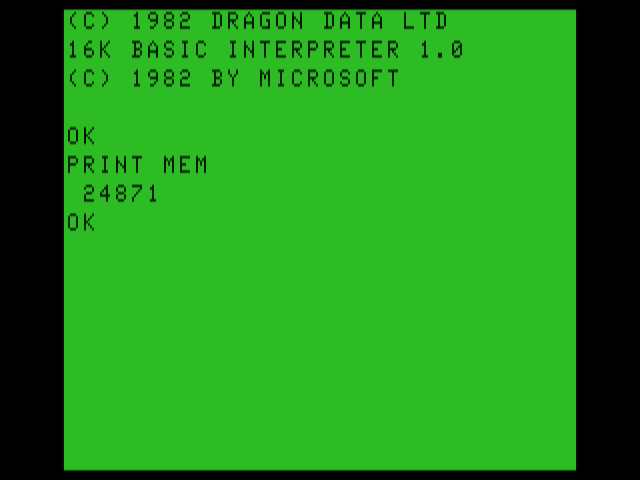 (C) 1982 DRAGON DATA LTD
16K BASIC INTERPRETER 1.0
(C) 1982 BY MICROSOFT
OK
PRINT MEM
24871
OK